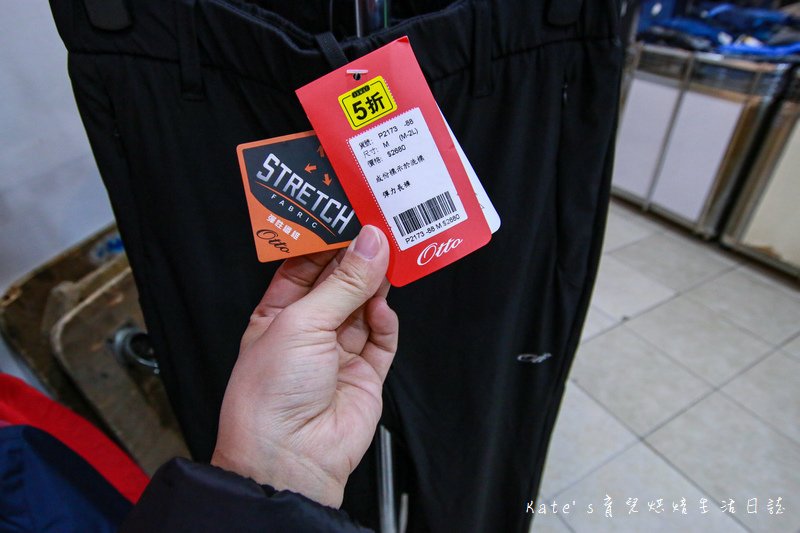 5折
貨號: P2173 -88
尺寸: M (M-2L)
價格: $2680
成份標示於洗標
彈力長褲
P2173 -88 M $2680
Otto
STRETCH
FABRIC
彈性纖維
Otto
Kate's育兒烘焙生活日誌